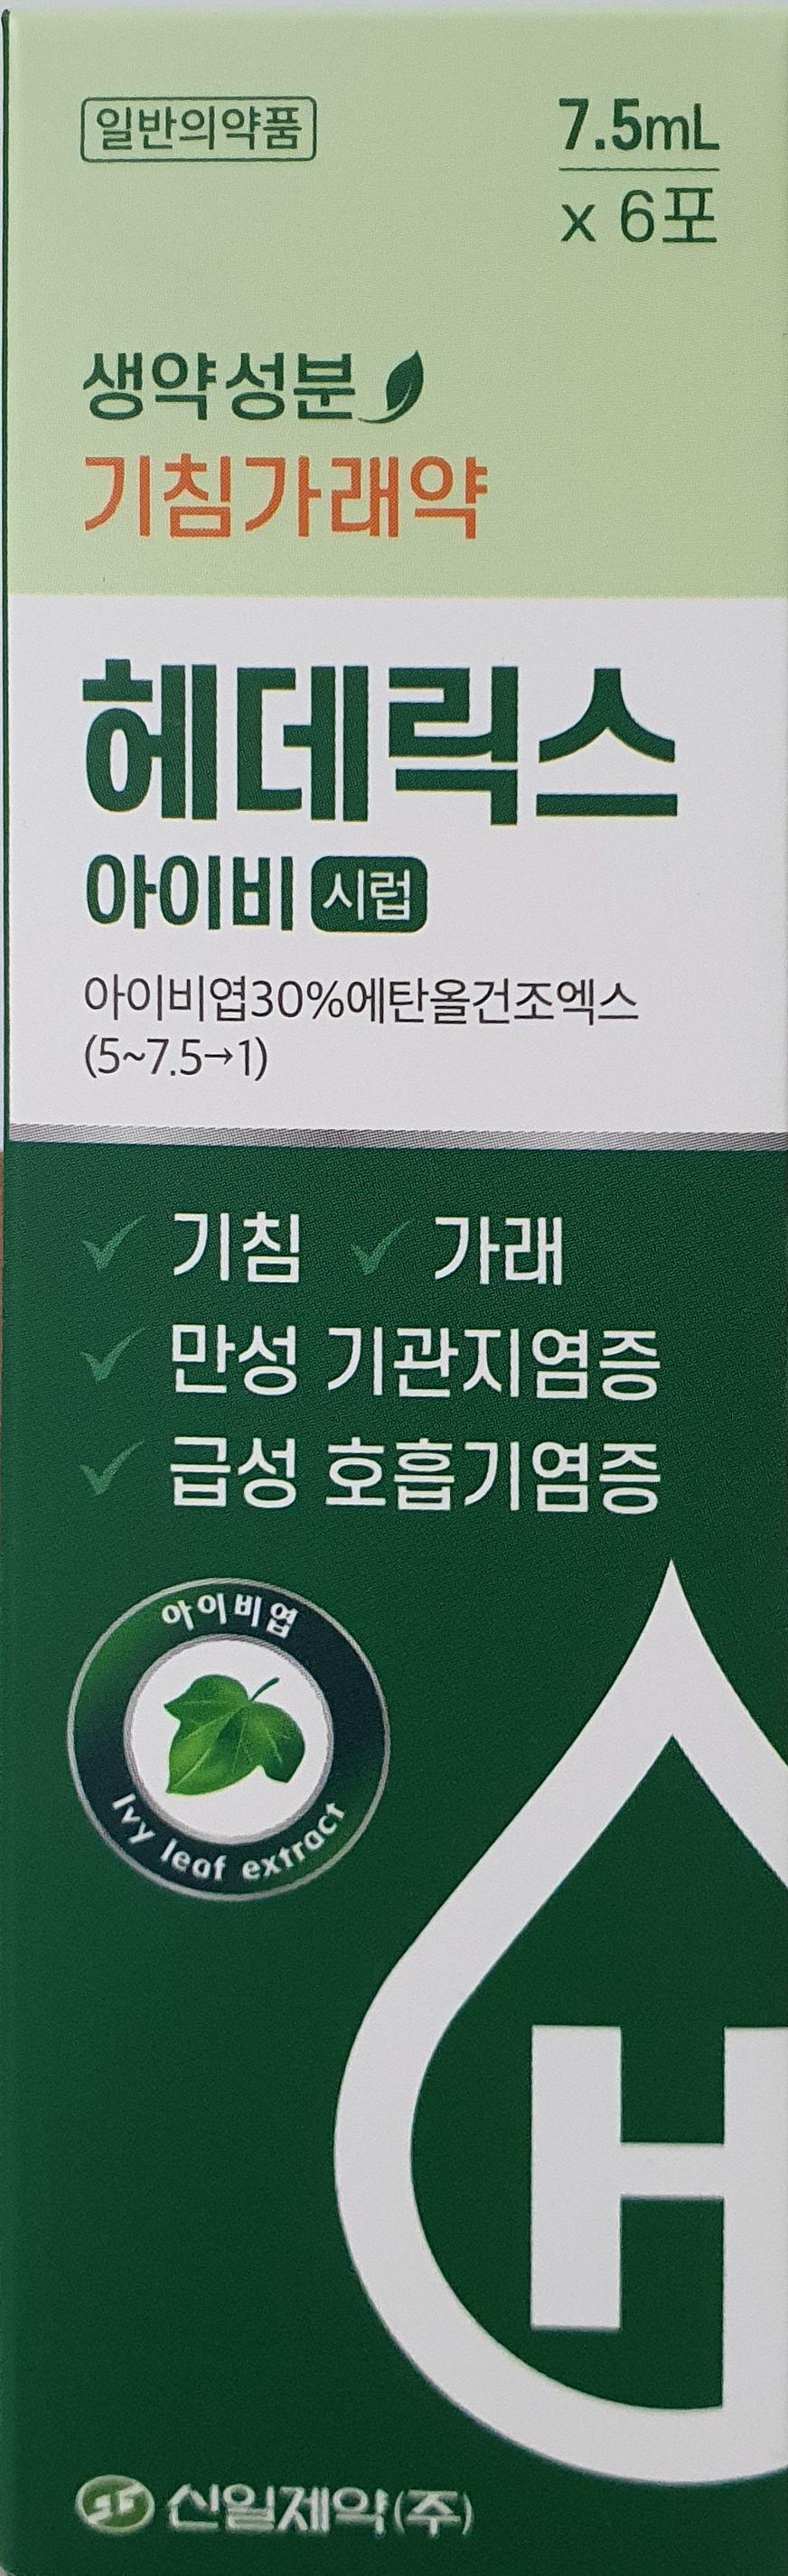 일반의약품
7.5mL
x 6포
생약성분
기침가래약
헤데릭스
아이비 시럽
아이비엽30%에탄올건조엑스
(5~7.5→1)
기침 가래
만성 기관지염증
급성 호흡기염증
아이비엽
Ivy leaf extract
H
신일제약(주)